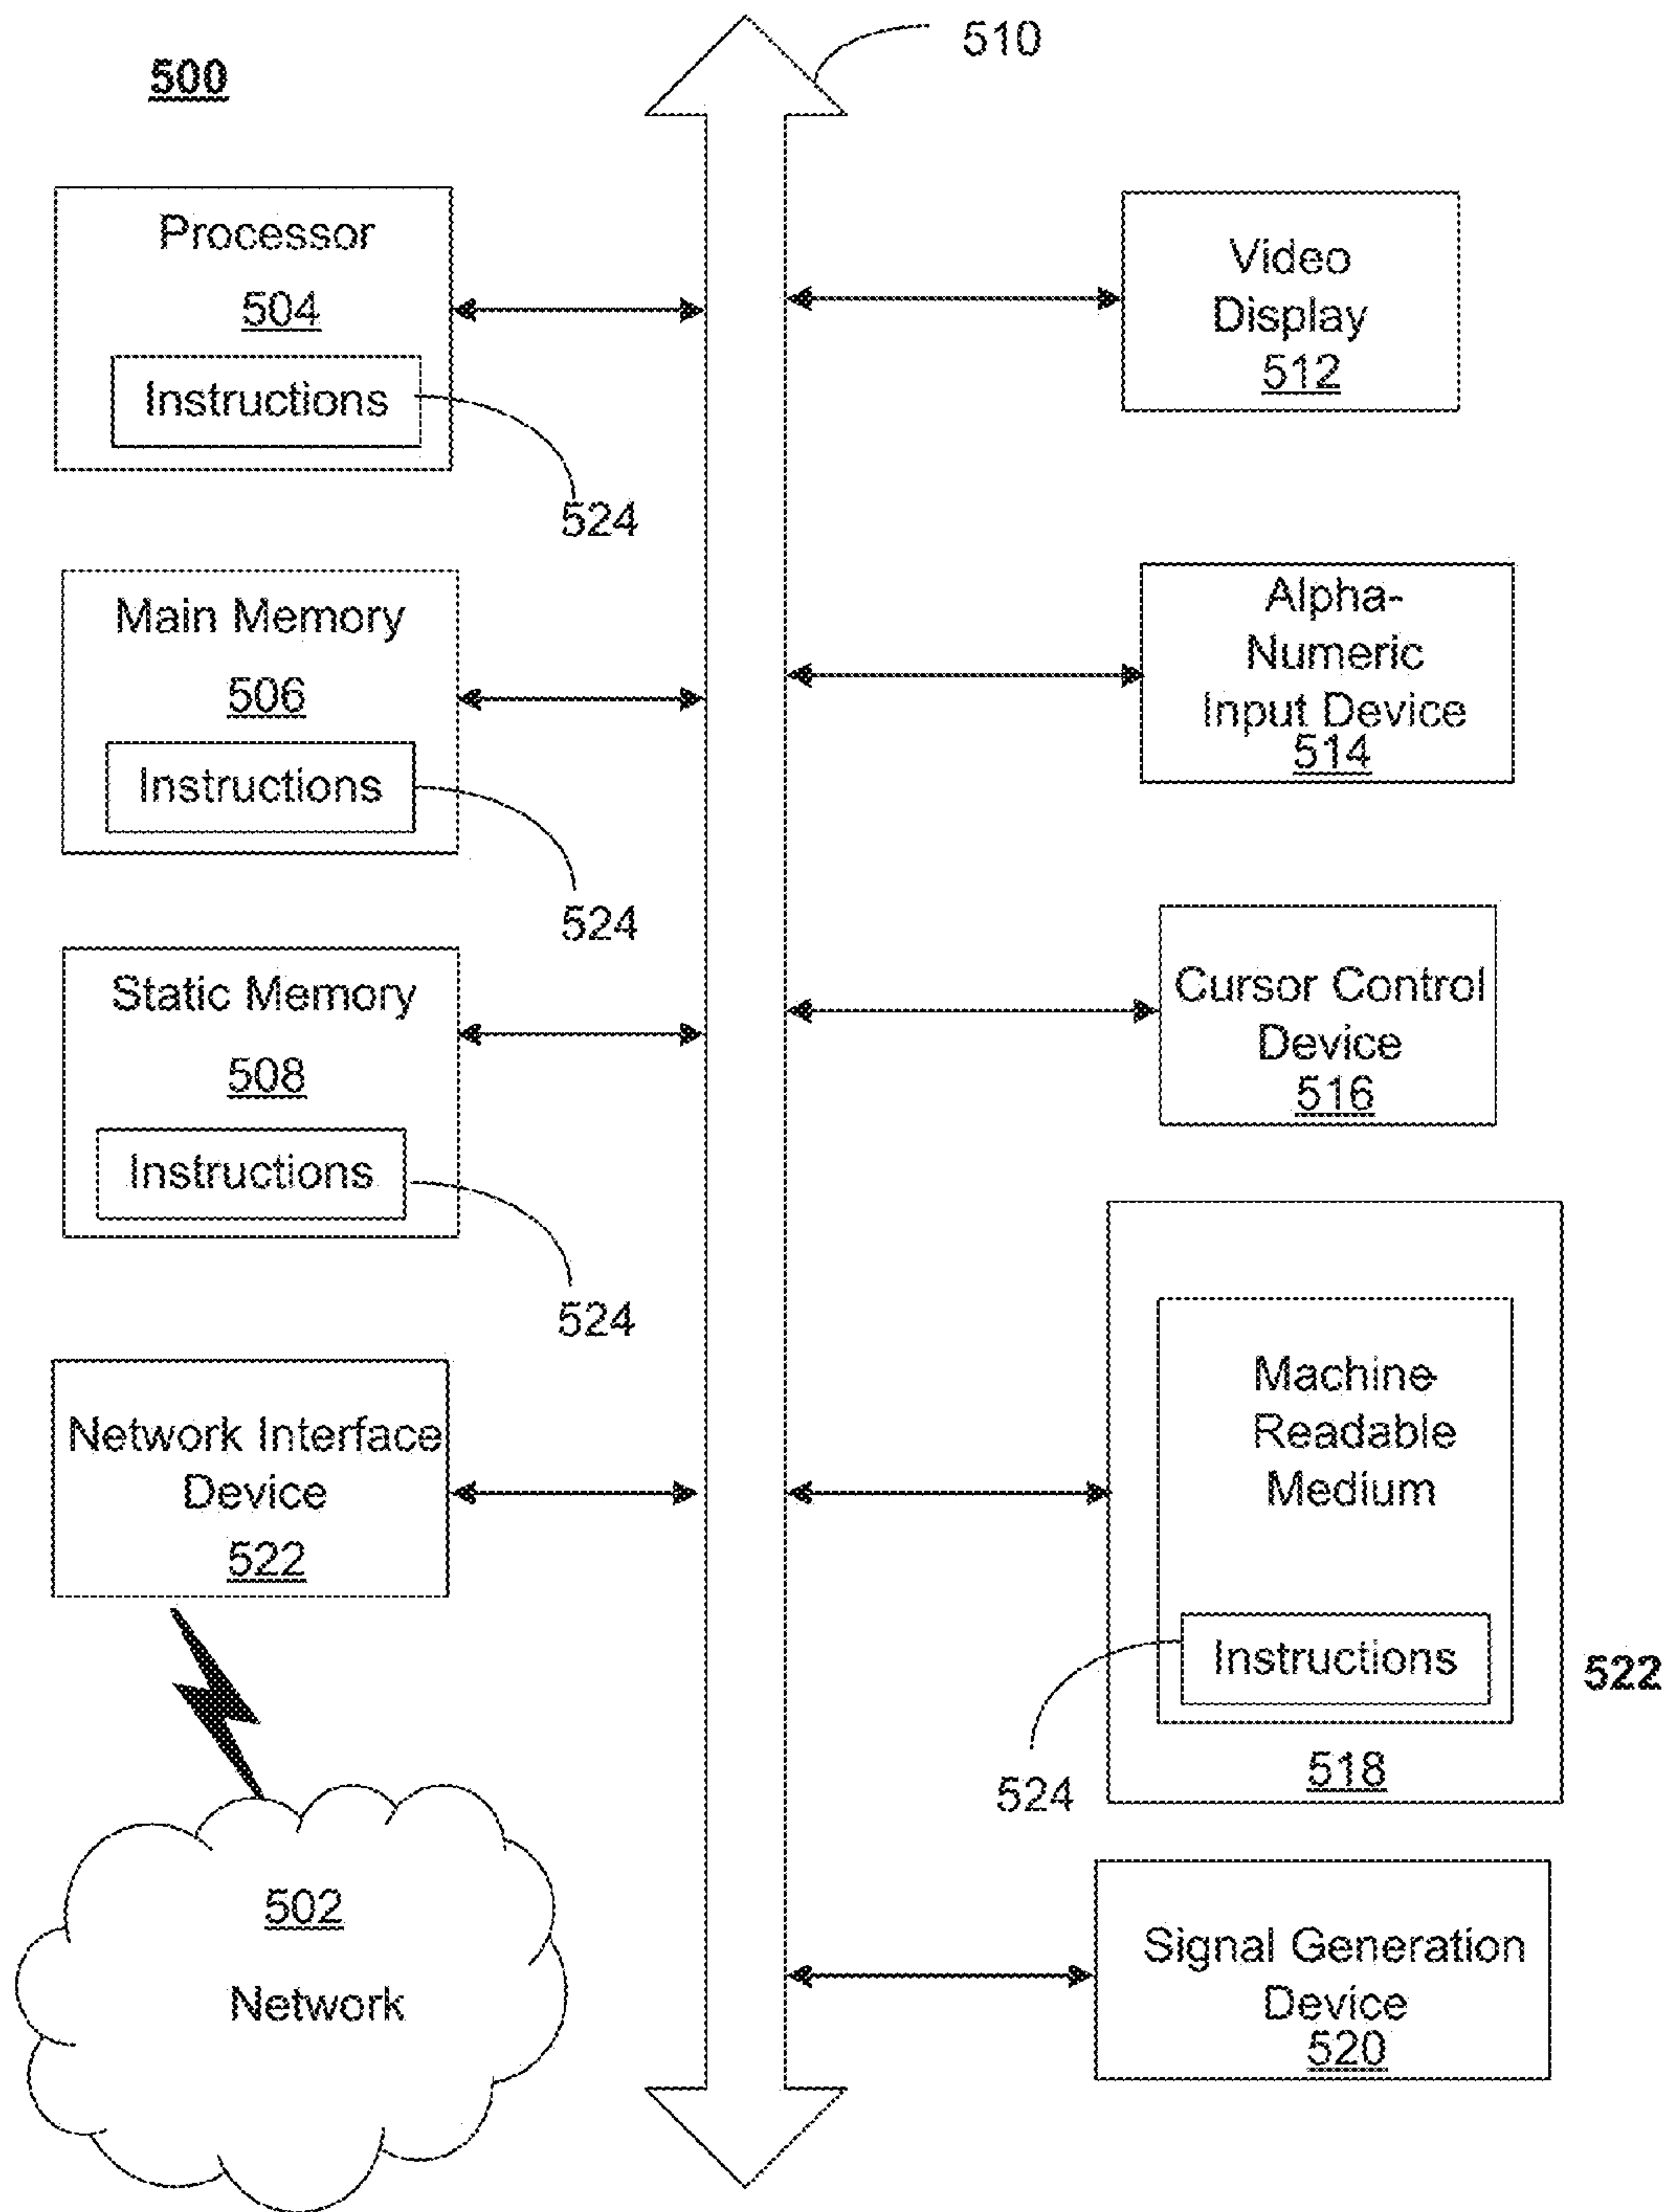 500
510
Processor
504
Instructions
524
Main Memory
506
Instructions
524
Static Memory
508
Instructions
524
Network Interface
Device
522
502
Network
Video
Display
512
Alpha-
Numeric
Input Device
514
Cursor Control
Device
516
Machine-
Readable
Medium
Instructions
522
524
518
Signal Generation
Device
520